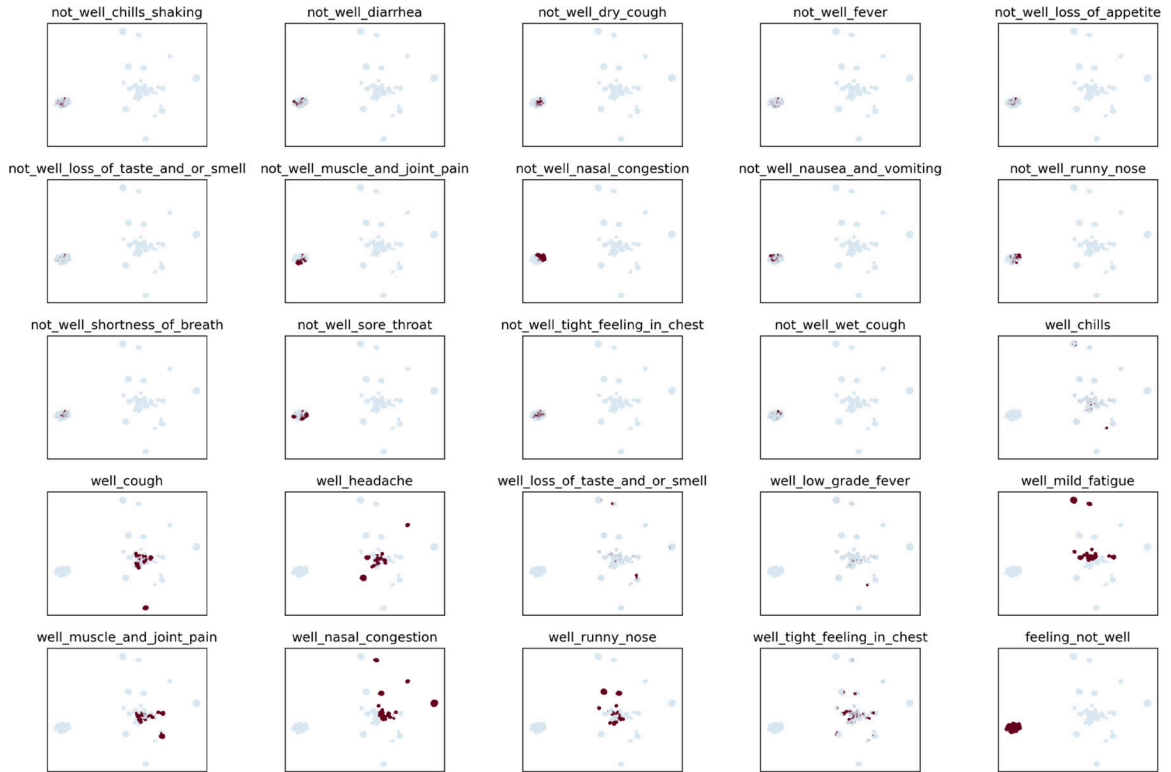 not_well_chills_shaking
not_well_diarrhea
not_well_dry_cough
not_well_fever
not_well_loss_of_appetite
not_well_loss_of_taste_and_or_smell
not_well_muscle_and_joint_pain
not_well_nasal_congestion
not_well_nausea_and_vomiting
not_well_runny_nose
not_well_shortness_of_breath
not_well_sore_throat
not_well_tight_feeling_in_chest
not_well_wet_cough
well_chills
well_cough
well_headache
well_loss_of_taste_and_or_smell
well_low_grade_fever
well_mild_fatigue
well_muscle_and_joint_pain
well_nasal_congestion
well_runny_nose
well_tight_feeling_in_chest
feeling_not_well